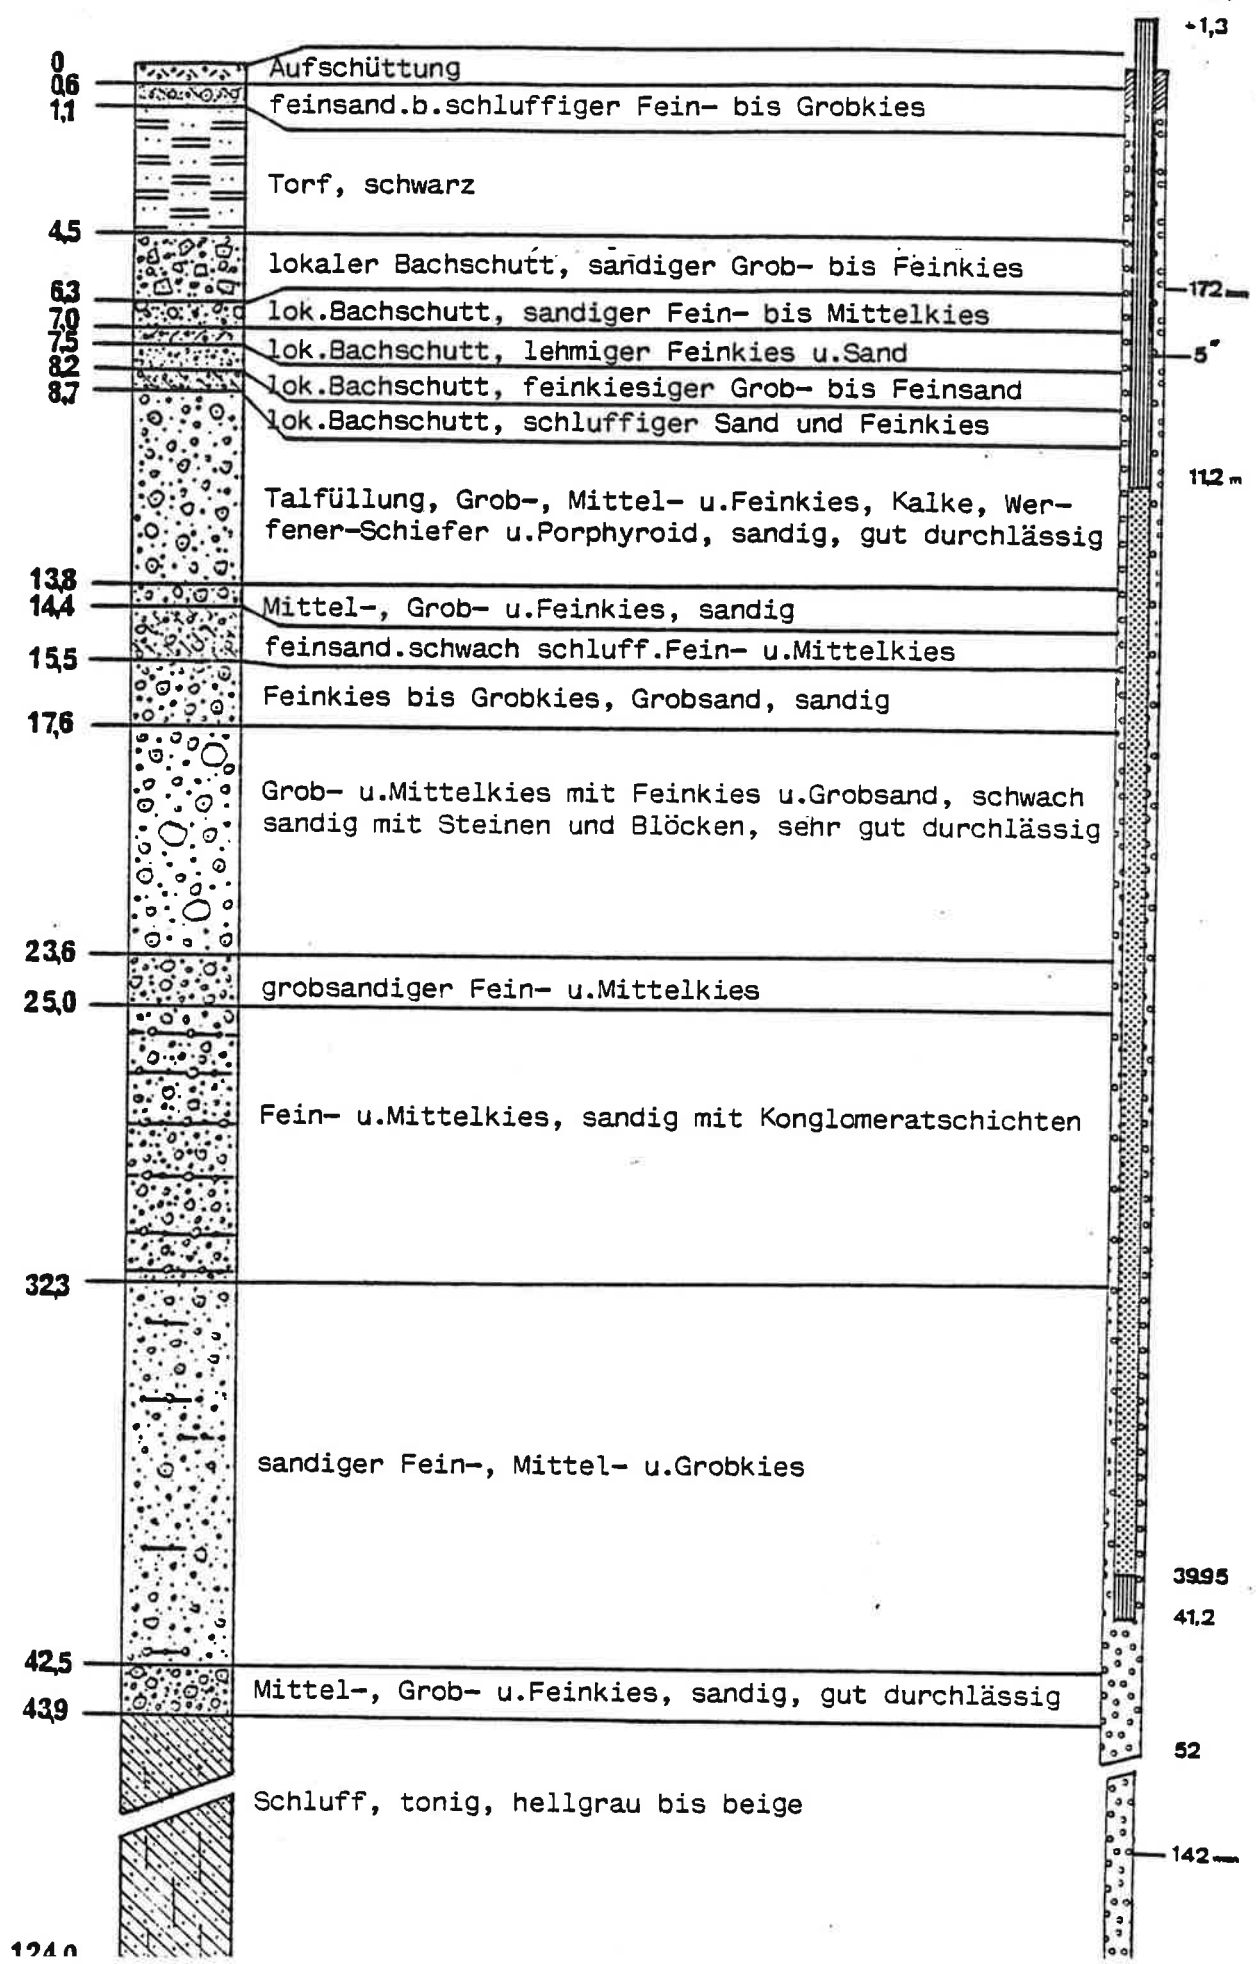 +1,3
0
Aufschüttung
0,6
feinsand.b.schluffiger Fein- bis Grobkies
1,1
Torf, schwarz
4,5
lokaler Bachschutt, sandiger Grob- bis Feinkies
6,3
172 mm
lok.Bachschutt, sandiger Fein- bis Mittelkies
7,0
7,5
lok.Bachschutt, lehmiger Feinkies u.Sand
5"
8,2
lok.Bachschutt, feinkiesiger Grob- bis Feinsand
8,7
lok.Bachschutt, schluffiger Sand und Feinkies
11,2 m
Talfüllung, Grob-, Mittel- u.Feinkies, Kalke, Wer-
fener-Schiefer u.Porphyroid, sandig, gut durchlässig
13,8
14,4
Mittel-, Grob- u.Feinkies, sandig
feinsand.schwach schluff.Fein- u.Mittelkies
15,5
Feinkies bis Grobkies, Grobsand, sandig
17,6
Grob- u.Mittelkies mit Feinkies u.Grobsand, schwach
sandig mit Steinen und Blöcken, sehr gut durchlässig
23,6
grobsandiger Fein- u.Mittelkies
25,0
Fein- u.Mittelkies, sandig mit Konglomeratschichten
32,3
sandiger Fein-, Mittel- u.Grobkies
39,95
41,2
42,5
Mittel-, Grob- u.Feinkies, sandig, gut durchlässig
43,9
52
Schluff, tonig, hellgrau bis beige
142 mm
124,0